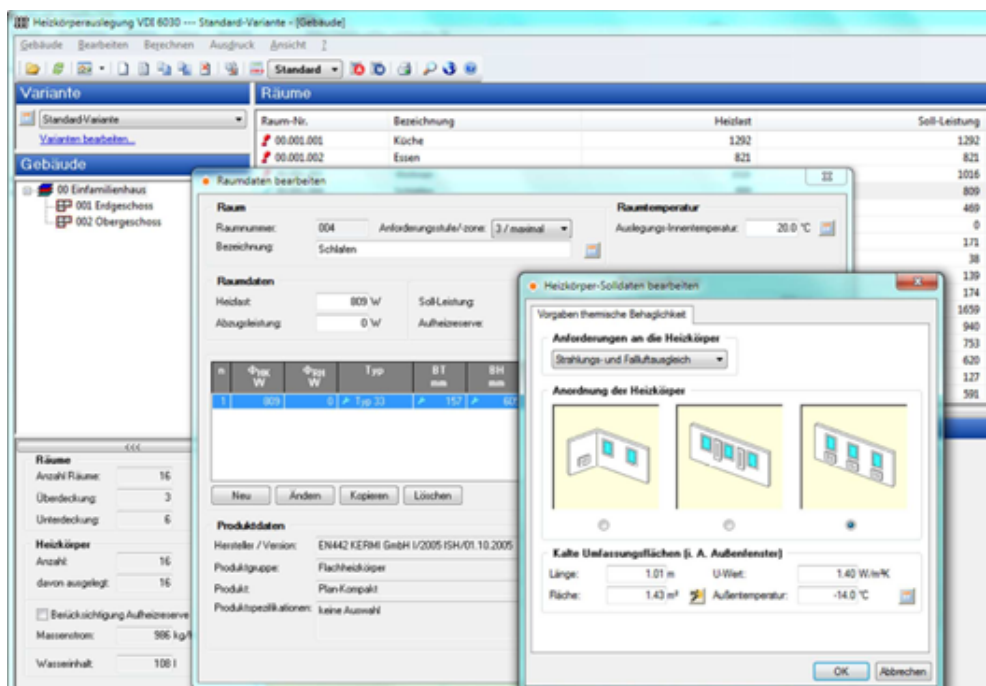 Heizkörperauslegung VDI 6030 --- Standard-Variante - [Gebäude]
Gebäude Bearbeiten Berechnen Ausdruck Ansicht ?
Standard
Variante
Standard-Variante
Varianten bearbeiten...
Gebäude
00 Einfamilienhaus
001 Erdgeschoss
002 Obergeschoss
Räume
Raum-Nr. Bezeichnung Heizlast Soll-Leistung
00.001.001 Küche 1292 1292
00.001.002 Essen 821 821
1016
809
469
0
171
38
139
174
1659
940
753
620
127
591
<<<
Räume
Anzahl Räume: 16
Überdeckung: 3
Unterdeckung: 6
Heizkörper
Anzahl: 16
davon ausgelegt: 16
Berücksichtigung Aufheizreserve
Massenstrom: 986 kg/h
Wasserinhalt: 108 l
Raumdaten bearbeiten
Raum
Raumnummer: 004 Anforderungsstufe/-zone: 3 / maximal
Bezeichnung: Schlafen
Raumtemperatur
Auslegungs-Innentemperatur: 20.0 °C
Raumdaten
Heizlast: 809 W Soll-Leistung:
Abzugsleistung: 0 W Aufheizreserve:
n ΦHK W ΦRH W Typ BT mm BH mm
1 809 0 Typ 33 157 60
Neu Ändern Kopieren Löschen
Produktdaten
Hersteller / Version: EN442 KERMI GmbH I/2005 ISH/01.10.2005
Produktgruppe: Flachheizkörper
Produkt: Plan-Kompakt
Produktspezifikationen: keine Auswahl
Heizkörper-Solldaten bearbeiten
Vorgaben thermische Behaglichkeit
Anforderungen an die Heizkörper
Strahlungs- und Falluftausgleich
Anordnung der Heizkörper
Kalte Umfassungsflächen (i. A. Außenfenster)
Länge: 1.01 m U-Wert: 1.40 W/m²K
Fläche: 1.43 m² Außentemperatur: -14.0 °C
OK Abbrechen